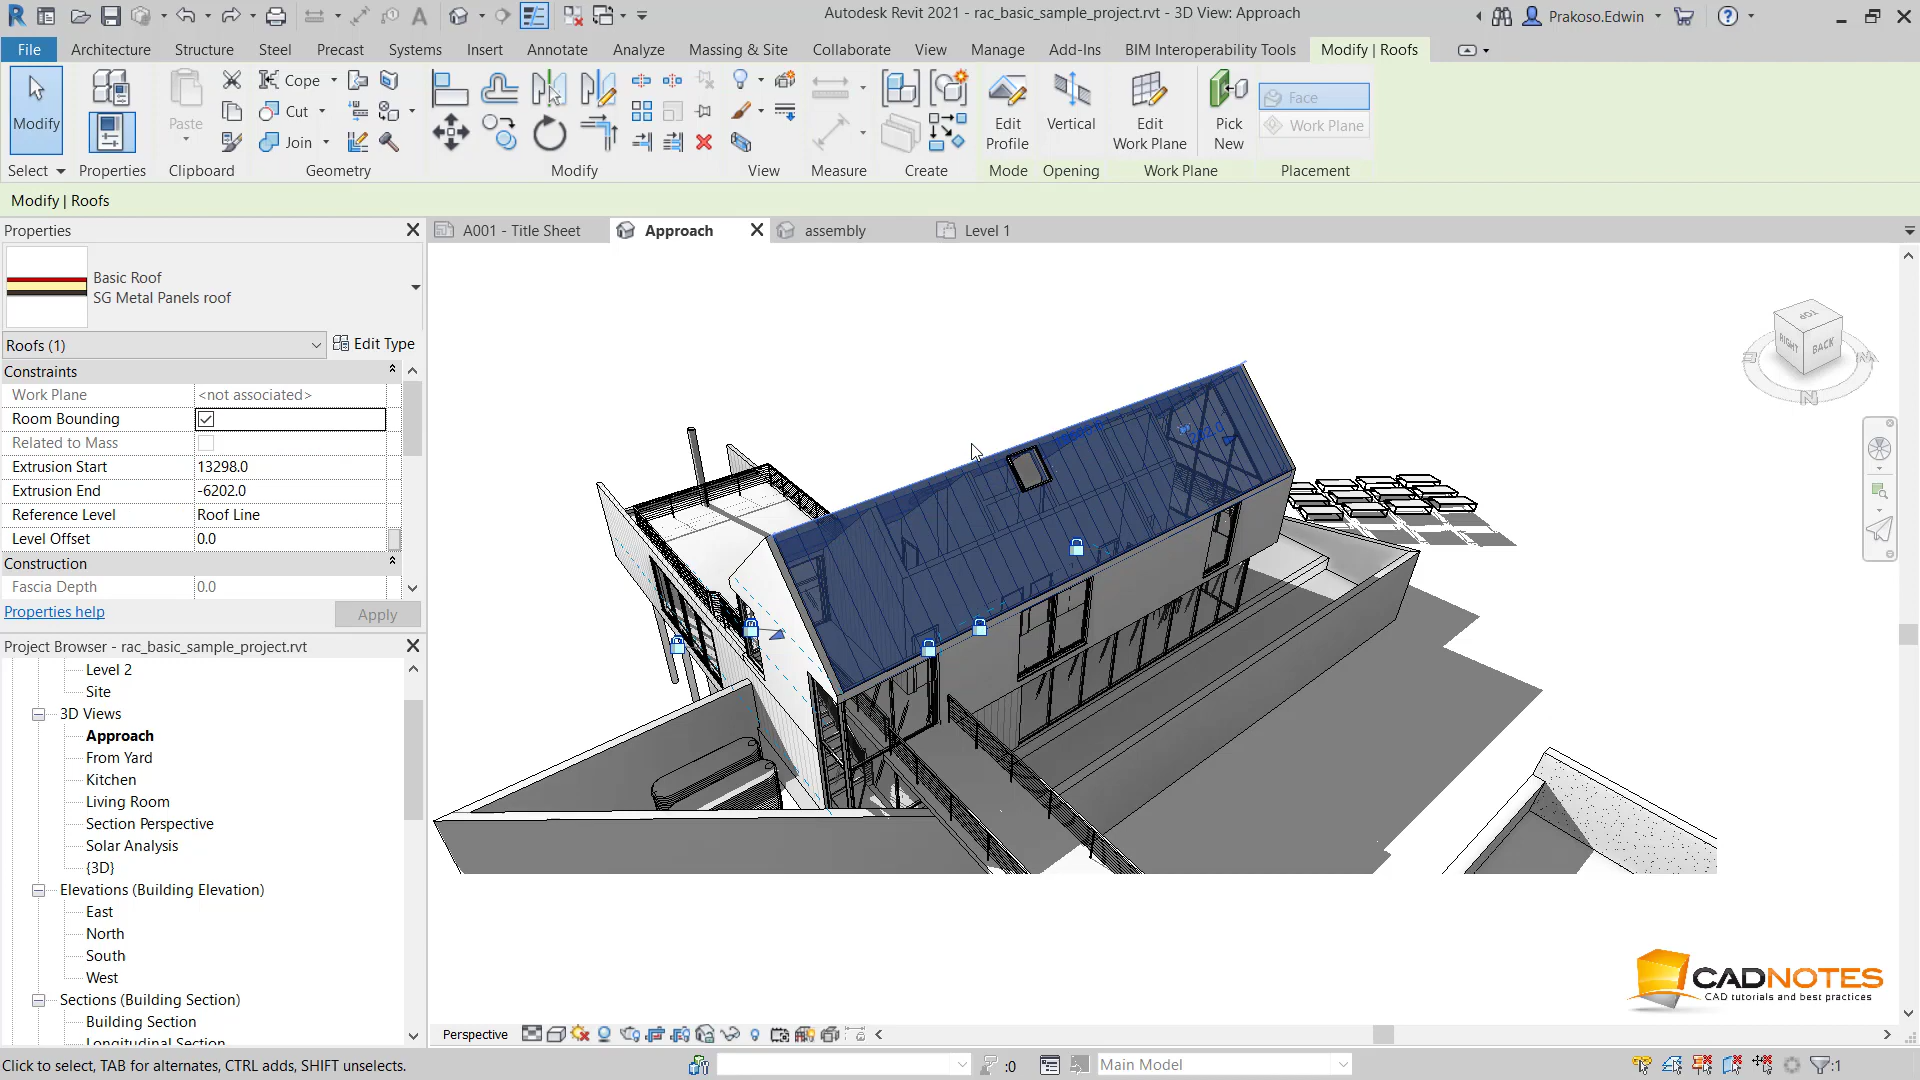 Autodesk Revit 2021 - rac_basic_sample_project.rvt - 3D View: Approach
Prakoso.Edwin
File Architecture Structure Steel Precast Systems Insert Annotate Analyze Massing & Site Collaborate View Manage Add-Ins BIM Interoperability Tools Modify | Roofs
Modify
Paste
Cope
Cut
Join
Edit
Profile
Vertical
Edit
Work Plane
Pick
New
Face
Work Plane
Select Properties Clipboard Geometry Modify View Measure Create Mode Opening Work Plane Placement
Modify | Roofs
Properties
A001 - Title Sheet
Approach
assembly
Level 1
Basic Roof
SG Metal Panels roof
Roofs (1)
Edit Type
Constraints
Work Plane <not associated>
Room Bounding
Related to Mass
Extrusion Start 13298.0
Extrusion End -6202.0
Reference Level Roof Line
Level Offset 0.0
Construction
Fascia Depth 0.0
Properties help
Apply
Project Browser - rac_basic_sample_project.rvt
Level 2
Site
3D Views
Approach
From Yard
Kitchen
Living Room
Section Perspective
Solar Analysis
{3D}
Elevations (Building Elevation)
East
North
South
West
Sections (Building Section)
Building Section
Longitudinal Section
TOP
RIGHT
BACK
CADNOTES
CAD tutorials and best practices
Perspective
Click to select, TAB for alternates, CTRL adds, SHIFT unselects.
:0
Main Model
:1